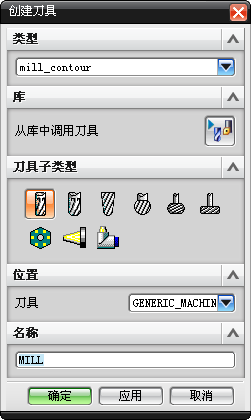 创建刀具
类型
mill_contour
库
从库中调用刀具
刀具子类型
位置
刀具
GENERIC_MACHIN
名称
MILL
确定
应用
取消